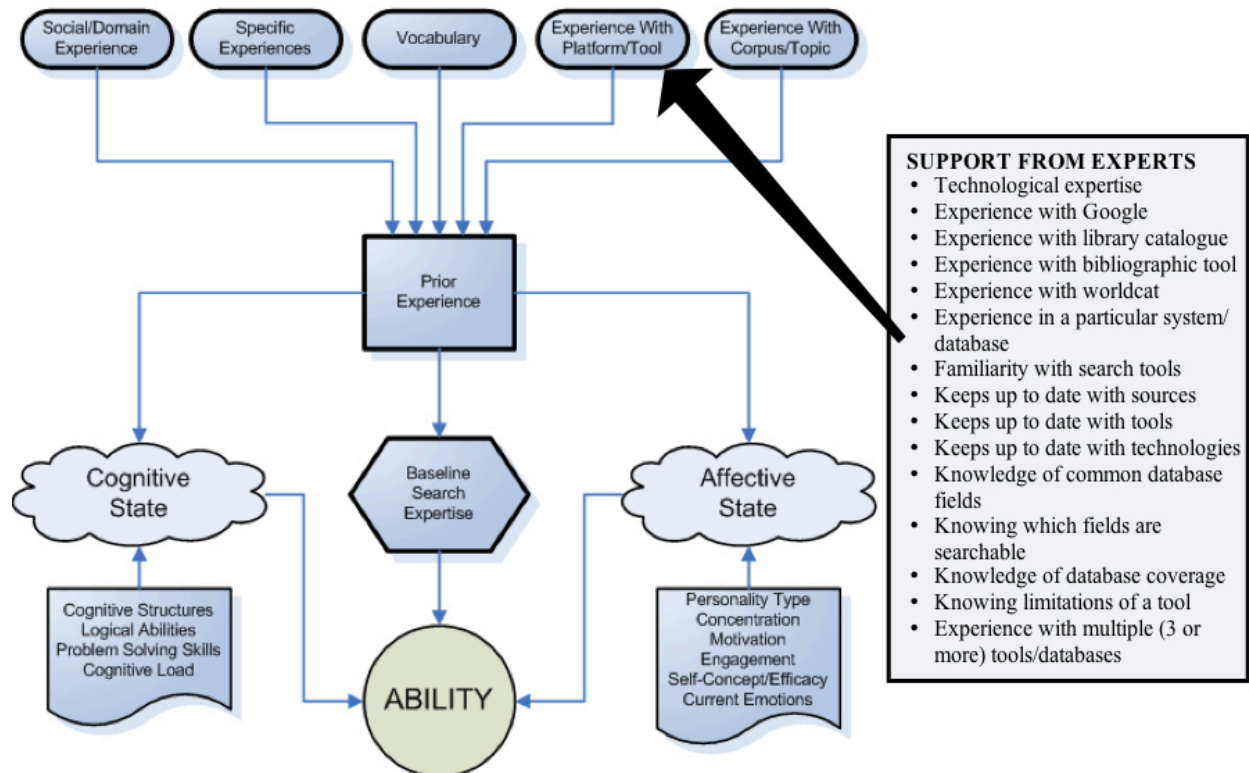 Social/Domain
Experience
Specific
Experiences
Vocabulary
Experience With
Platform/Tool
Experience With
Corpus/Topic
Prior
Experience
Cognitive
State
Baseline
Search
Expertise
Affective
State
Cognitive Structures
Logical Abilities
Problem Solving Skills
Cognitive Load
ABILITY
Personality Type
Concentration
Motivation
Engagement
Self-Concept/Efficacy
Current Emotions
SUPPORT FROM EXPERTS
• Technological expertise
• Experience with Google
• Experience with library catalogue
• Experience with bibliographic tool
• Experience with worldcat
• Experience in a particular system/
database
• Familiarity with search tools
• Keeps up to date with sources
• Keeps up to date with tools
• Keeps up to date with technologies
• Knowledge of common database
fields
• Knowing which fields are
searchable
• Knowledge of database coverage
• Knowing limitations of a tool
• Experience with multiple (3 or
more) tools/databases